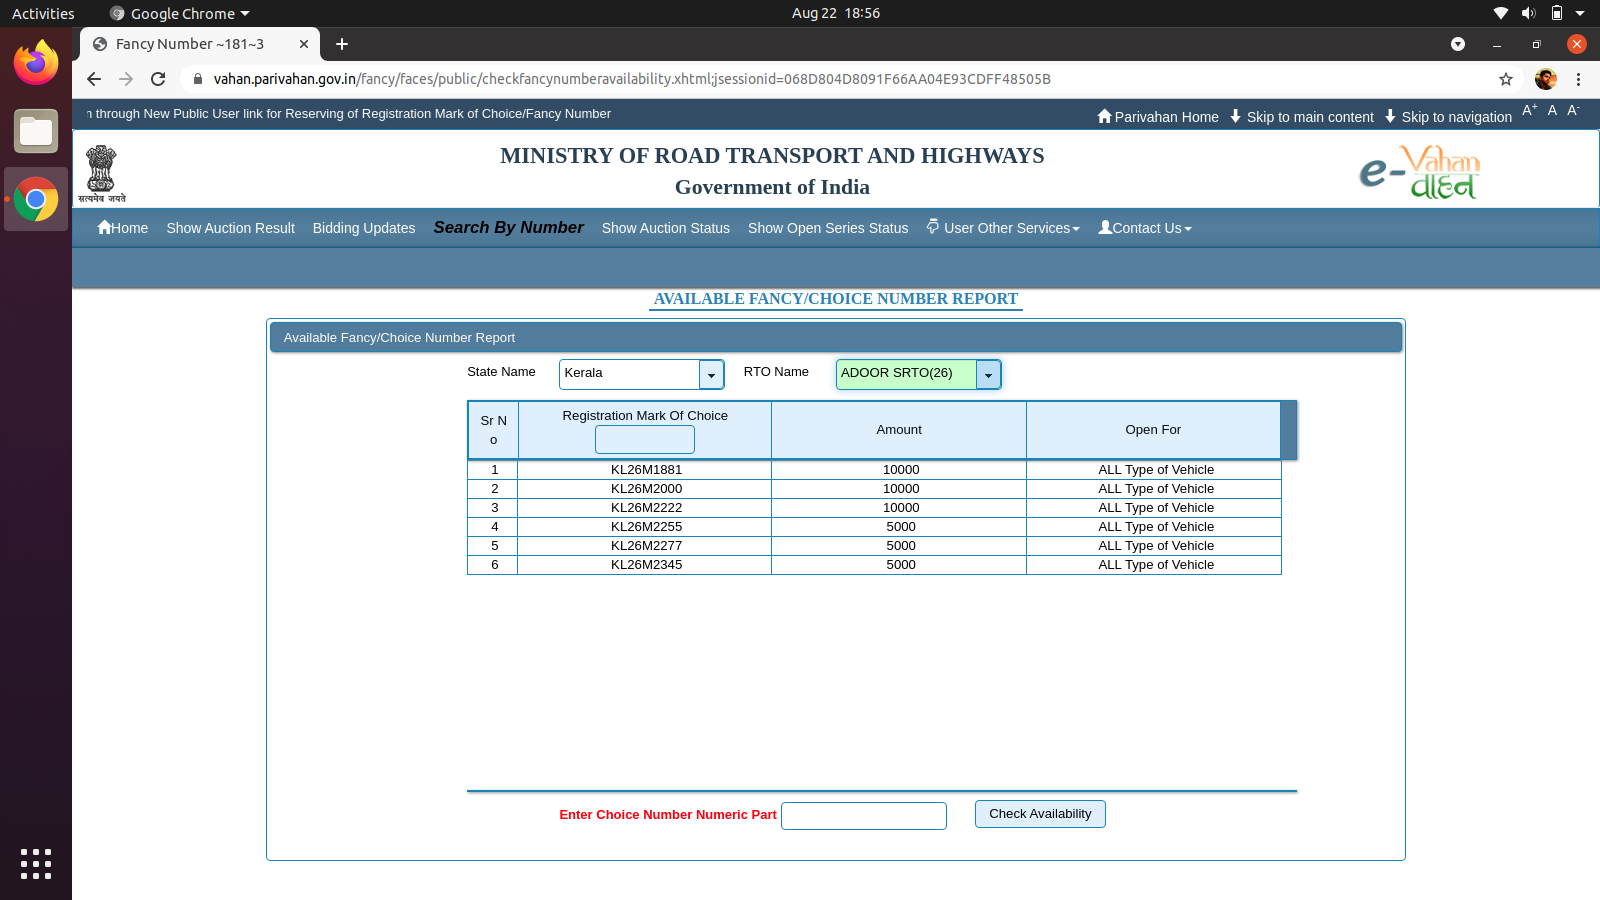 Activities Google Chrome Aug 22 18:56
Fancy Number ~181~3
vahan.parivahan.gov.in/fancy/faces/public/checkfancynumberavailability.xhtml;jsessionid=068D804D8091F66AA04E93CDFF48505B
through New Public User link for Reserving of Registration Mark of Choice/Fancy Number Parivahan Home Skip to main content Skip to navigation A+ A A-
MINISTRY OF ROAD TRANSPORT AND HIGHWAYS
Government of India
सत्यमेव जयते
e-Vahan
वाहन
Home Show Auction Result Bidding Updates Search By Number Show Auction Status Show Open Series Status User Other Services Contact Us
AVAILABLE FANCY/CHOICE NUMBER REPORT
Available Fancy/Choice Number Report
State Name Kerala RTO Name ADOOR SRTO(26)
Sr No Registration Mark Of Choice Amount Open For
1 KL26M1881 10000 ALL Type of Vehicle
2 KL26M2000 10000 ALL Type of Vehicle
3 KL26M2222 10000 ALL Type of Vehicle
4 KL26M2255 5000 ALL Type of Vehicle
5 KL26M2277 5000 ALL Type of Vehicle
6 KL26M2345 5000 ALL Type of Vehicle
Enter Choice Number Numeric Part Check Availability